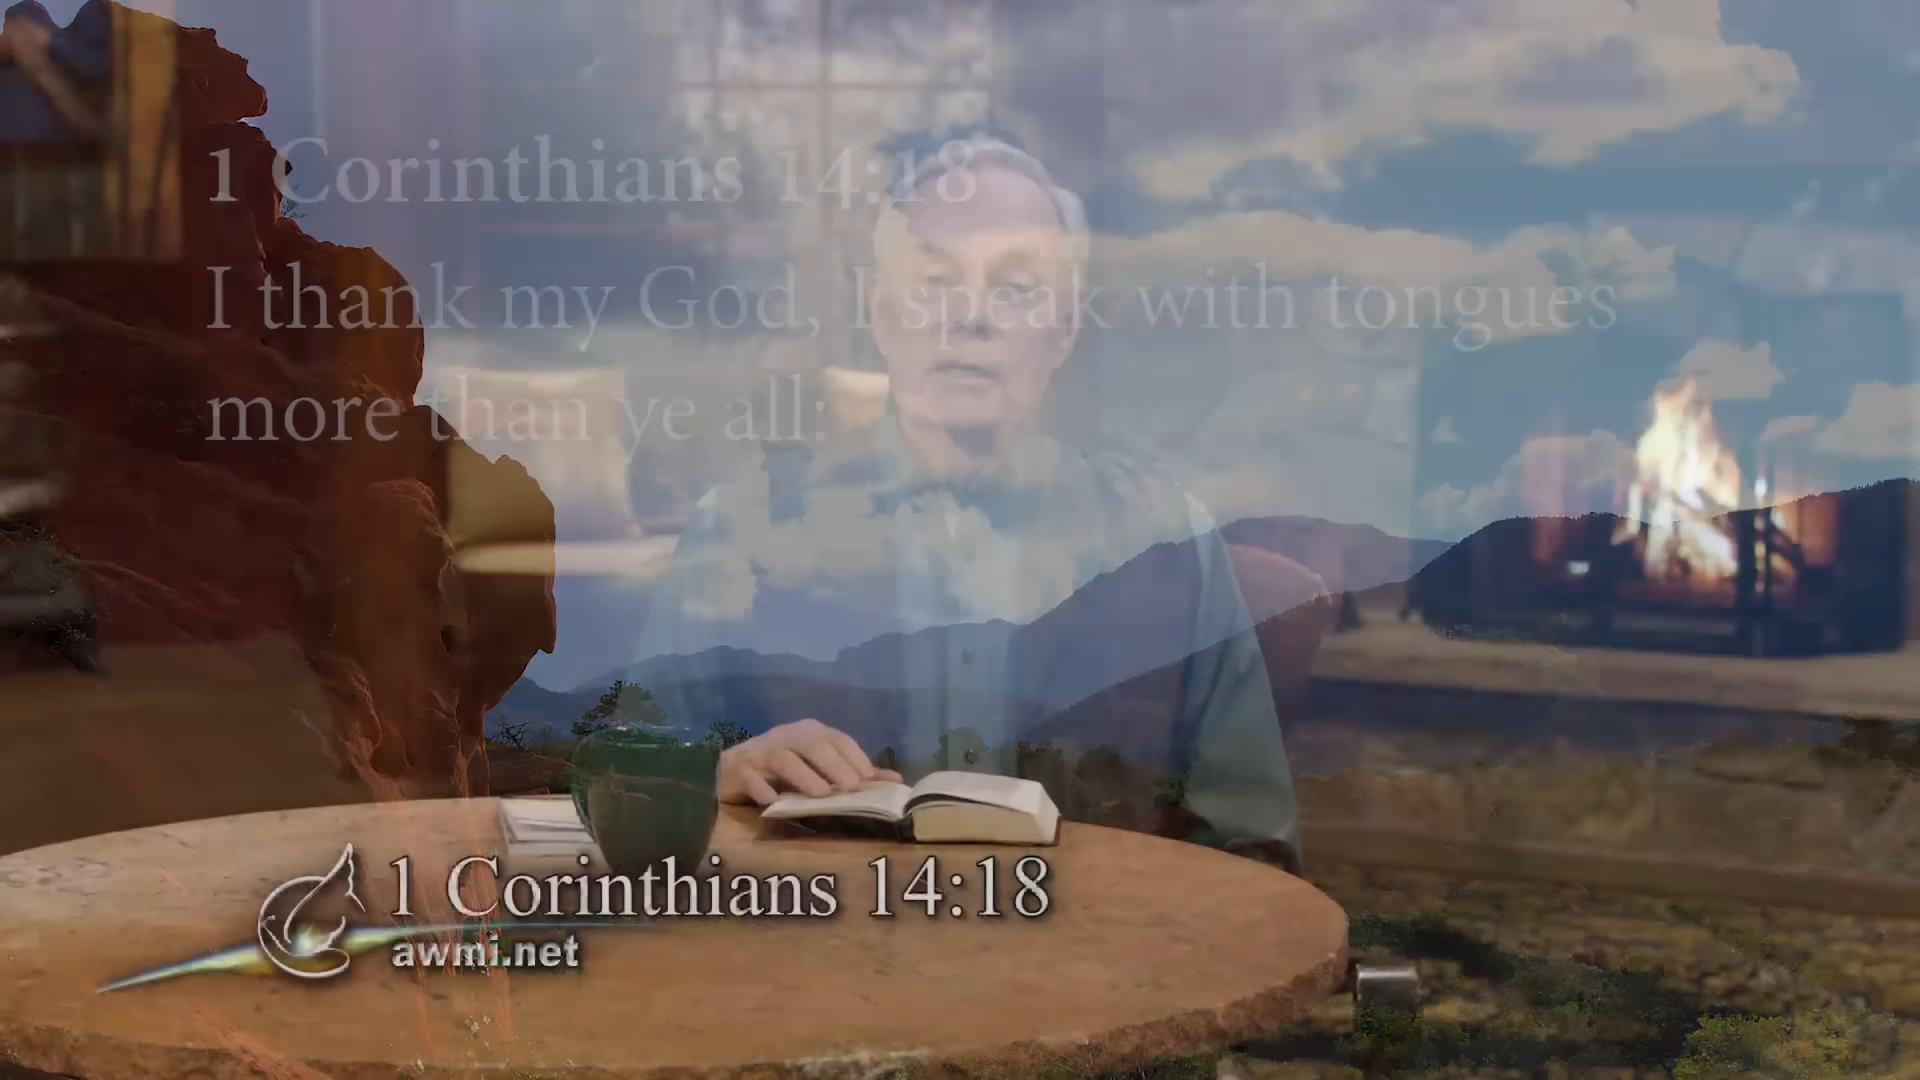 1 Corinthians 14:18
I thank my God, I speak with tongues
more than ye all:
1 Corinthians 14:18
awmi.net